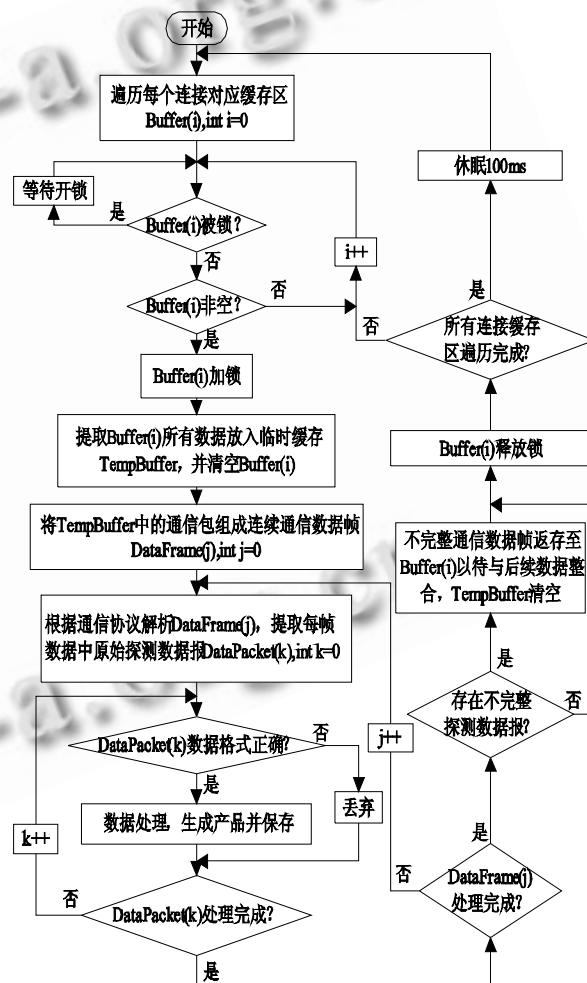 开始
遍历每个连接对应缓存区
Buffer(i),int i=0
等待开锁
是
Buffer(i)被锁？
否
Buffer(i)非空？
否
是
Buffer(i)加锁
提取Buffer(i)所有数据放入临时缓存
TempBuffer，并清空Buffer(i)
将TempBuffer中的通信包组成连续通信数据帧
DataFrame(j),int j=0
根据通信协议解析DataFrame(j)，提取每帧
数据中原始探测数据报DataPacket(k),int k=0
DataPacket(k)数据格式正确？
否
是
丢弃
数据处理，生成产品并保存
k++
否
DataPacket(k)处理完成？
是
休眠100ms
i++
是
否
所有连接缓存
区遍历完成？
Buffer(i)释放锁
不完整通信数据帧返存至
Buffer(i)以待与后续数据整
合，TempBuffer清空
是
存在不完整
探测数据报？
否
j++
是
否
DataFrame(j)
处理完成？